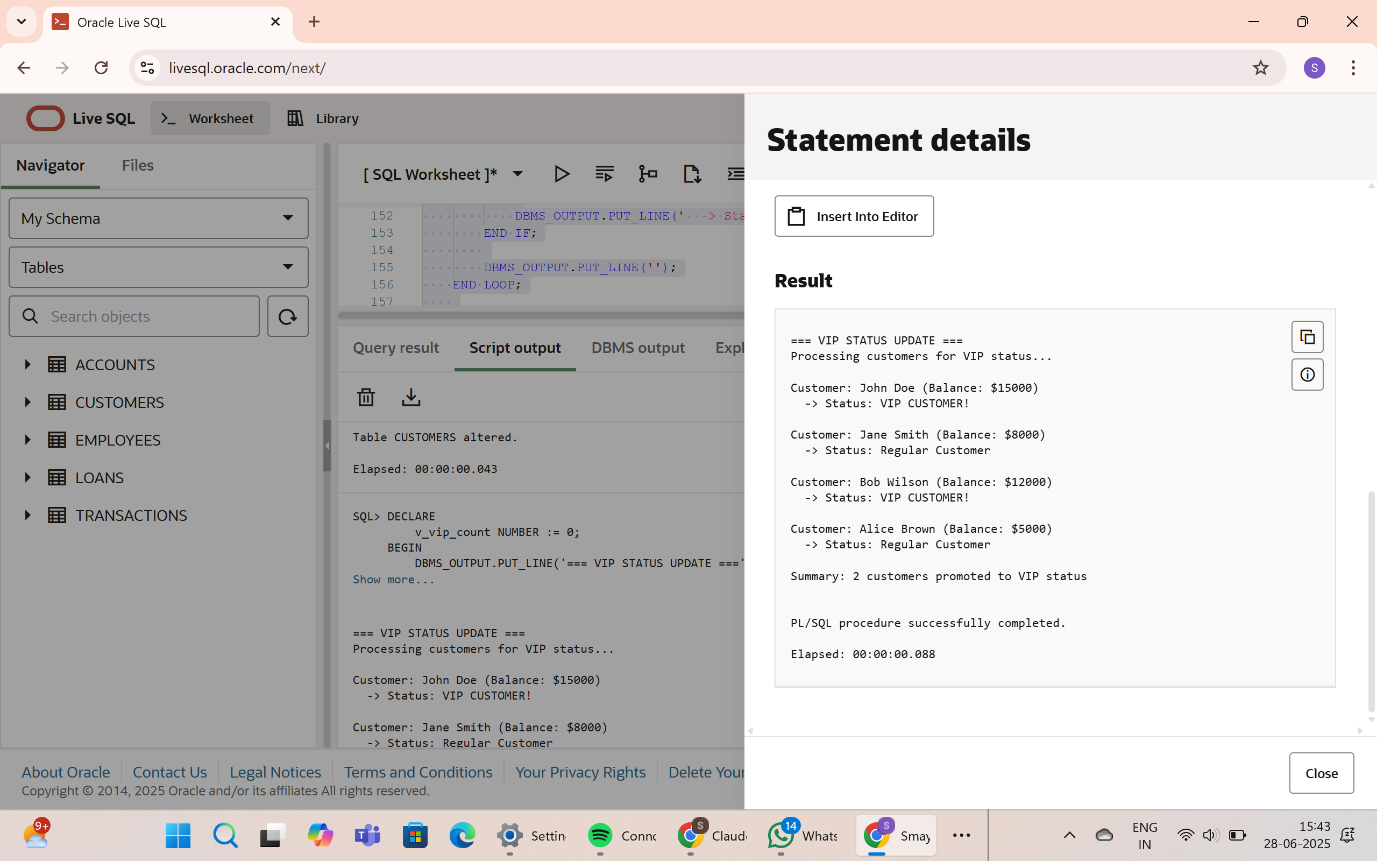 Oracle Live SQL
livesql.oracle.com/next/
S
Live SQL
Worksheet
Library
Navigator
Files
My Schema
Tables
Search objects
ACCOUNTS
CUSTOMERS
EMPLOYEES
LOANS
TRANSACTIONS
[ SQL Worksheet ]*
152 DBMS_OUTPUT.PUT_LINE('  -> Sta
153 END IF;
154
155 DBMS_OUTPUT.PUT_LINE('');
156 END LOOP;
157
Query result
Script output
DBMS output
Expl
Table CUSTOMERS altered.
Elapsed: 00:00:00.043
SQL> DECLARE
v_vip_count NUMBER := 0;
BEGIN
DBMS_OUTPUT.PUT_LINE('=== VIP STATUS UPDATE ==='
Show more...
=== VIP STATUS UPDATE ===
Processing customers for VIP status...
Customer: John Doe (Balance: $15000)
-> Status: VIP CUSTOMER!
Customer: Jane Smith (Balance: $8000)
-> Status: Regular Customer
Statement details
Insert Into Editor
Result
=== VIP STATUS UPDATE ===
Processing customers for VIP status...
Customer: John Doe (Balance: $15000)
-> Status: VIP CUSTOMER!
Customer: Jane Smith (Balance: $8000)
-> Status: Regular Customer
Customer: Bob Wilson (Balance: $12000)
-> Status: VIP CUSTOMER!
Customer: Alice Brown (Balance: $5000)
-> Status: Regular Customer
Summary: 2 customers promoted to VIP status
PL/SQL procedure successfully completed.
Elapsed: 00:00:00.088
Close
About Oracle
Contact Us
Legal Notices
Terms and Conditions
Your Privacy Rights
Delete Your
Copyright © 2014, 2025 Oracle and/or its affiliates All rights reserved.
9+
Settin
Conn
S
Claud
14
Whats
S
Smay
ENG
IN
15:43
28-06-2025